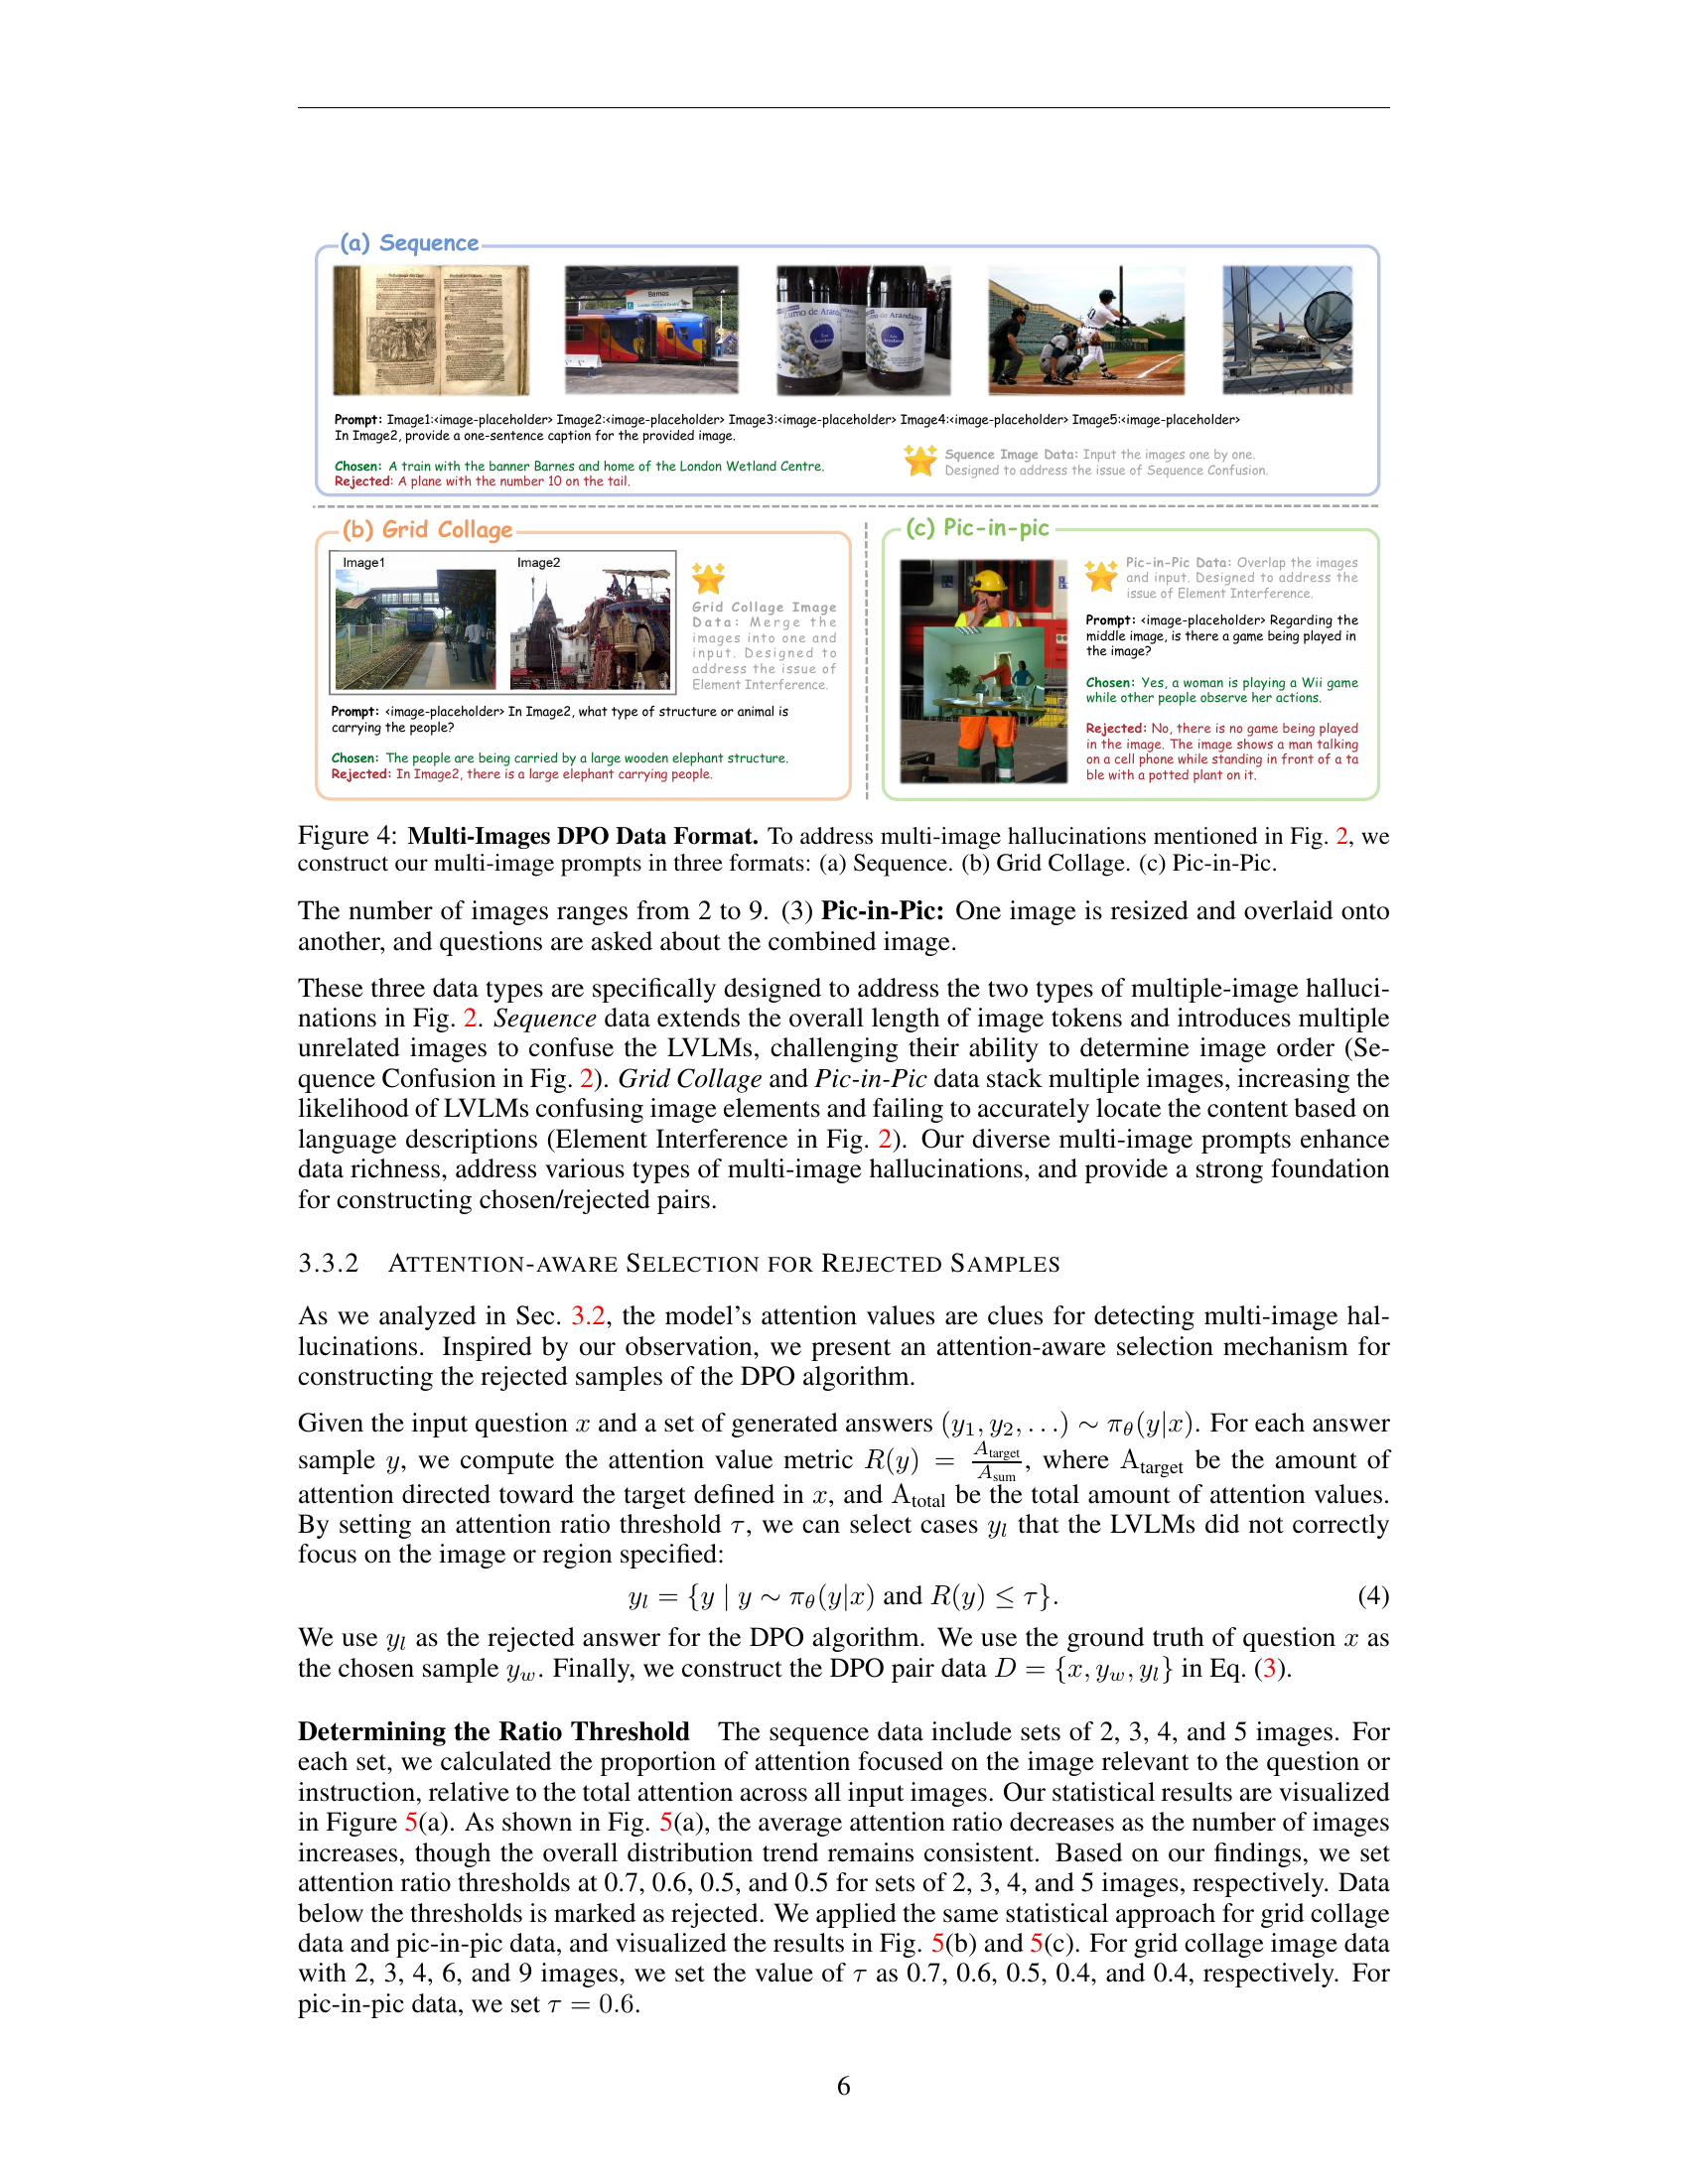 (a) Sequence
Barnes
Zumo de Arandanos
Prompt: Image1:<image-placeholder> Image2:<image-placeholder> Image3:<image-placeholder> Image4:<image-placeholder> Image5:<image-placeholder>
In Image2, provide a one-sentence caption for the provided image.
Chosen: A train with the banner Barnes and home of the London Wetland Centre.
Rejected: A plane with the number 10 on the tail.
Squence Image Data: Input the images one by one.
Designed to address the issue of Sequence Confusion.
(b) Grid Collage
Image1
Image2
Grid Collage Image
Data: Merge the
images into one and
input. Designed to
address the issue of
Element Interference.
Prompt: <image-placeholder> In Image2, what type of structure or animal is
carrying the people?
Chosen: The people are being carried by a large wooden elephant structure.
Rejected: In Image2, there is a large elephant carrying people.
(c) Pic-in-pic
Pic-in-Pic Data: Overlap the images
and input. Designed to address the
issue of Element Interference.
Prompt: <image-placeholder> Regarding the
middle image, is there a game being played in
the image?
Chosen: Yes, a woman is playing a Wii game
while other people observe her actions.
Rejected: No, there is no game being played
in the image. The image shows a man talking
on a cell phone while standing in front of a ta
ble with a potted plant on it.
Figure 4: Multi-Images DPO Data Format. To address multi-image hallucinations mentioned in Fig. 2, we
construct our multi-image prompts in three formats: (a) Sequence. (b) Grid Collage. (c) Pic-in-Pic.
The number of images ranges from 2 to 9. (3) Pic-in-Pic: One image is resized and overlaid onto
another, and questions are asked about the combined image.
These three data types are specifically designed to address the two types of multiple-image halluci-
nations in Fig. 2. Sequence data extends the overall length of image tokens and introduces multiple
unrelated images to confuse the LVLMs, challenging their ability to determine image order (Se-
quence Confusion in Fig. 2). Grid Collage and Pic-in-Pic data stack multiple images, increasing the
likelihood of LVLMs confusing image elements and failing to accurately locate the content based on
language descriptions (Element Interference in Fig. 2). Our diverse multi-image prompts enhance
data richness, address various types of multi-image hallucinations, and provide a strong foundation
for constructing chosen/rejected pairs.
3.3.2 ATTENTION-AWARE SELECTION FOR REJECTED SAMPLES
As we analyzed in Sec. 3.2, the model's attention values are clues for detecting multi-image hal-
lucinations. Inspired by our observation, we present an attention-aware selection mechanism for
constructing the rejected samples of the DPO algorithm.
Given the input question x and a set of generated answers (y₁, y₂, . . .) ∼ π_θ(y|x). For each answer
sample y, we compute the attention value metric R(y) = A_target/A_sum, where A_target be the amount of
attention directed toward the target defined in x, and A_total be the total amount of attention values.
By setting an attention ratio threshold τ, we can select cases y_l that the LVLMs did not correctly
focus on the image or region specified:
y_l = {y | y ∼ π_θ(y|x) and R(y) ≤ τ}. (4)
We use y_l as the rejected answer for the DPO algorithm. We use the ground truth of question x as
the chosen sample y_w. Finally, we construct the DPO pair data D = {x, y_w, y_l} in Eq. (3).
Determining the Ratio Threshold The sequence data include sets of 2, 3, 4, and 5 images. For
each set, we calculated the proportion of attention focused on the image relevant to the question or
instruction, relative to the total attention across all input images. Our statistical results are visualized
in Figure 5(a). As shown in Fig. 5(a), the average attention ratio decreases as the number of images
increases, though the overall distribution trend remains consistent. Based on our findings, we set
attention ratio thresholds at 0.7, 0.6, 0.5, and 0.5 for sets of 2, 3, 4, and 5 images, respectively. Data
below the thresholds is marked as rejected. We applied the same statistical approach for grid collage
data and pic-in-pic data, and visualized the results in Fig. 5(b) and 5(c). For grid collage image data
with 2, 3, 4, 6, and 9 images, we set the value of τ as 0.7, 0.6, 0.5, 0.4, and 0.4, respectively. For
pic-in-pic data, we set τ = 0.6.
6